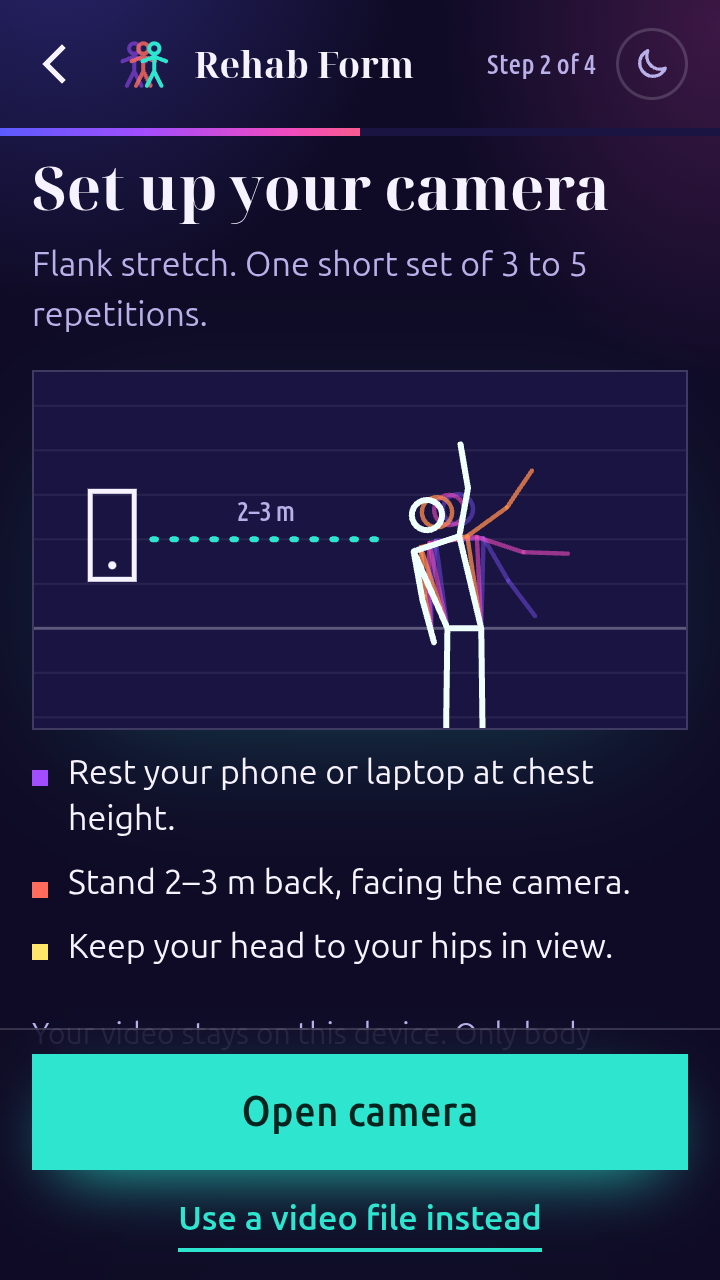 Rehab Form
Step 2 of 4
Set up your camera
Flank stretch. One short set of 3 to 5
repetitions.
2–3 m
Rest your phone or laptop at chest
height.
Stand 2–3 m back, facing the camera.
Keep your head to your hips in view.
Your video stays on this device. Only body
Open camera
Use a video file instead